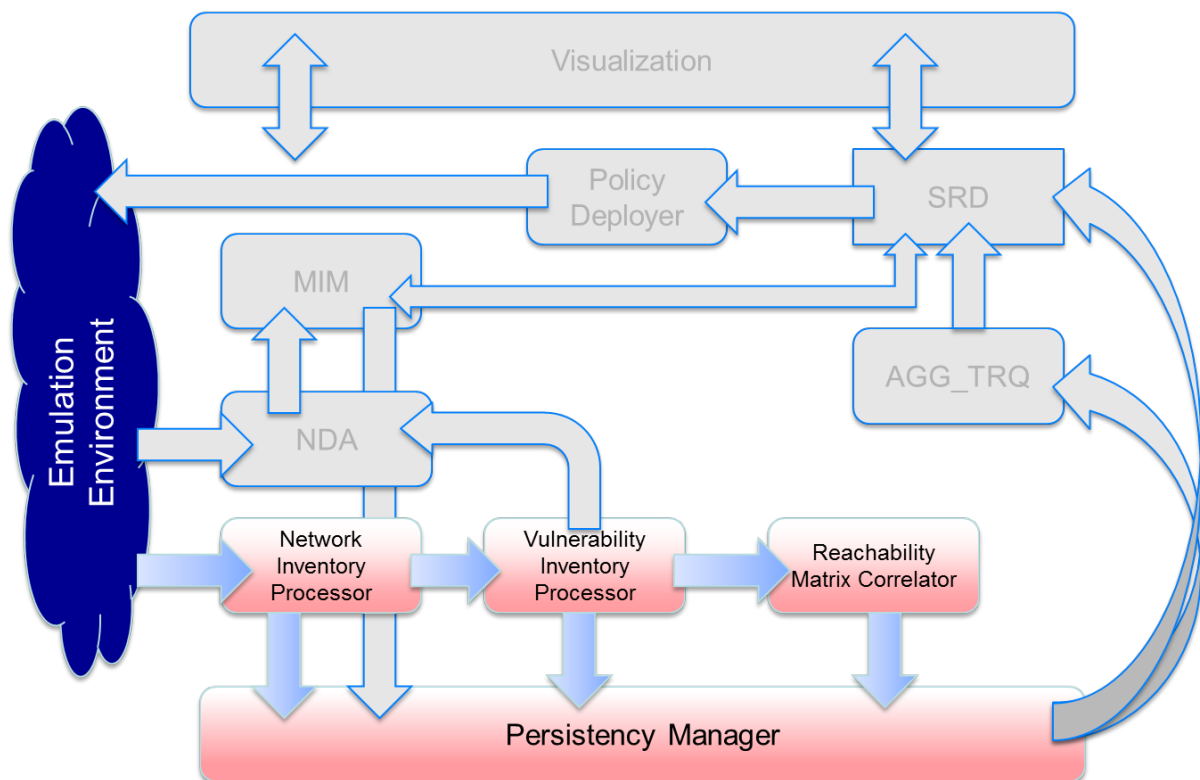 Visualization
Policy
Deployer
SRD
MIM
AGG_TRQ
Emulation
Environment
NDA
Network
Inventory
Processor
Vulnerability
Inventory
Processor
Reachability
Matrix Correlator
Persistency Manager